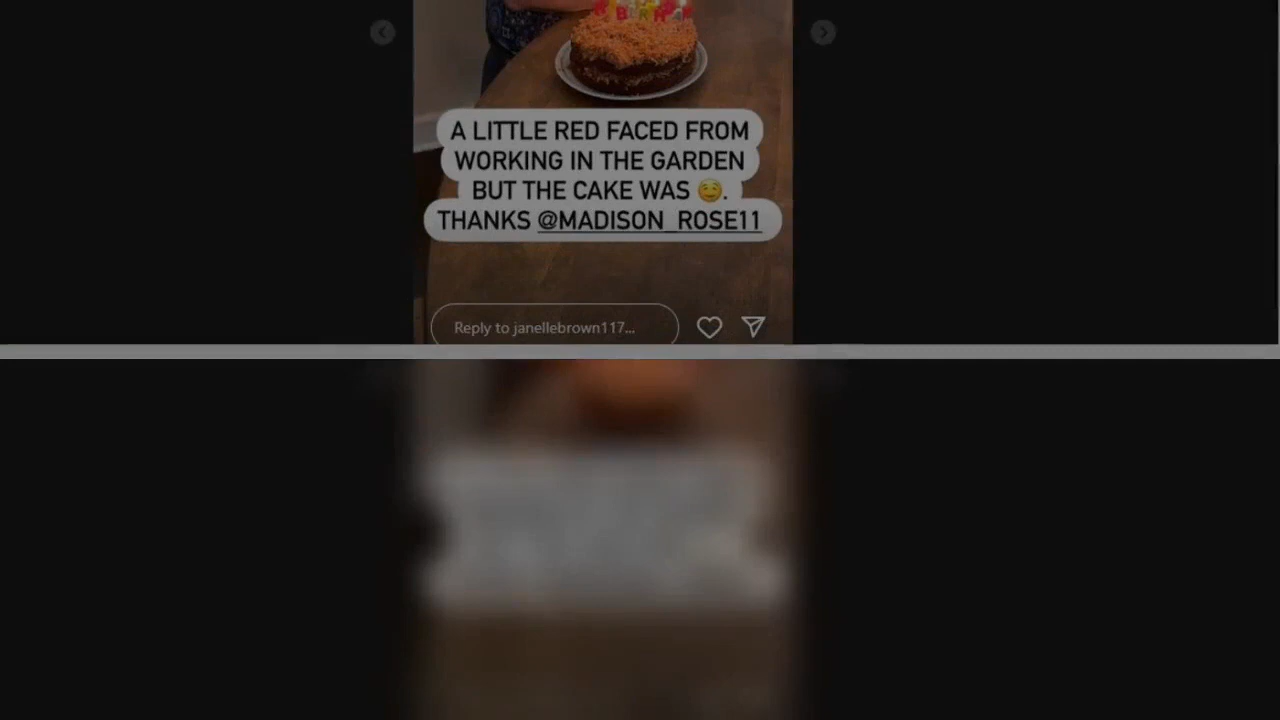 A LITTLE RED FACED FROM
WORKING IN THE GARDEN
BUT THE CAKE WAS 😋.
THANKS @MADISON_ROSE11
Reply to janellebrown117...